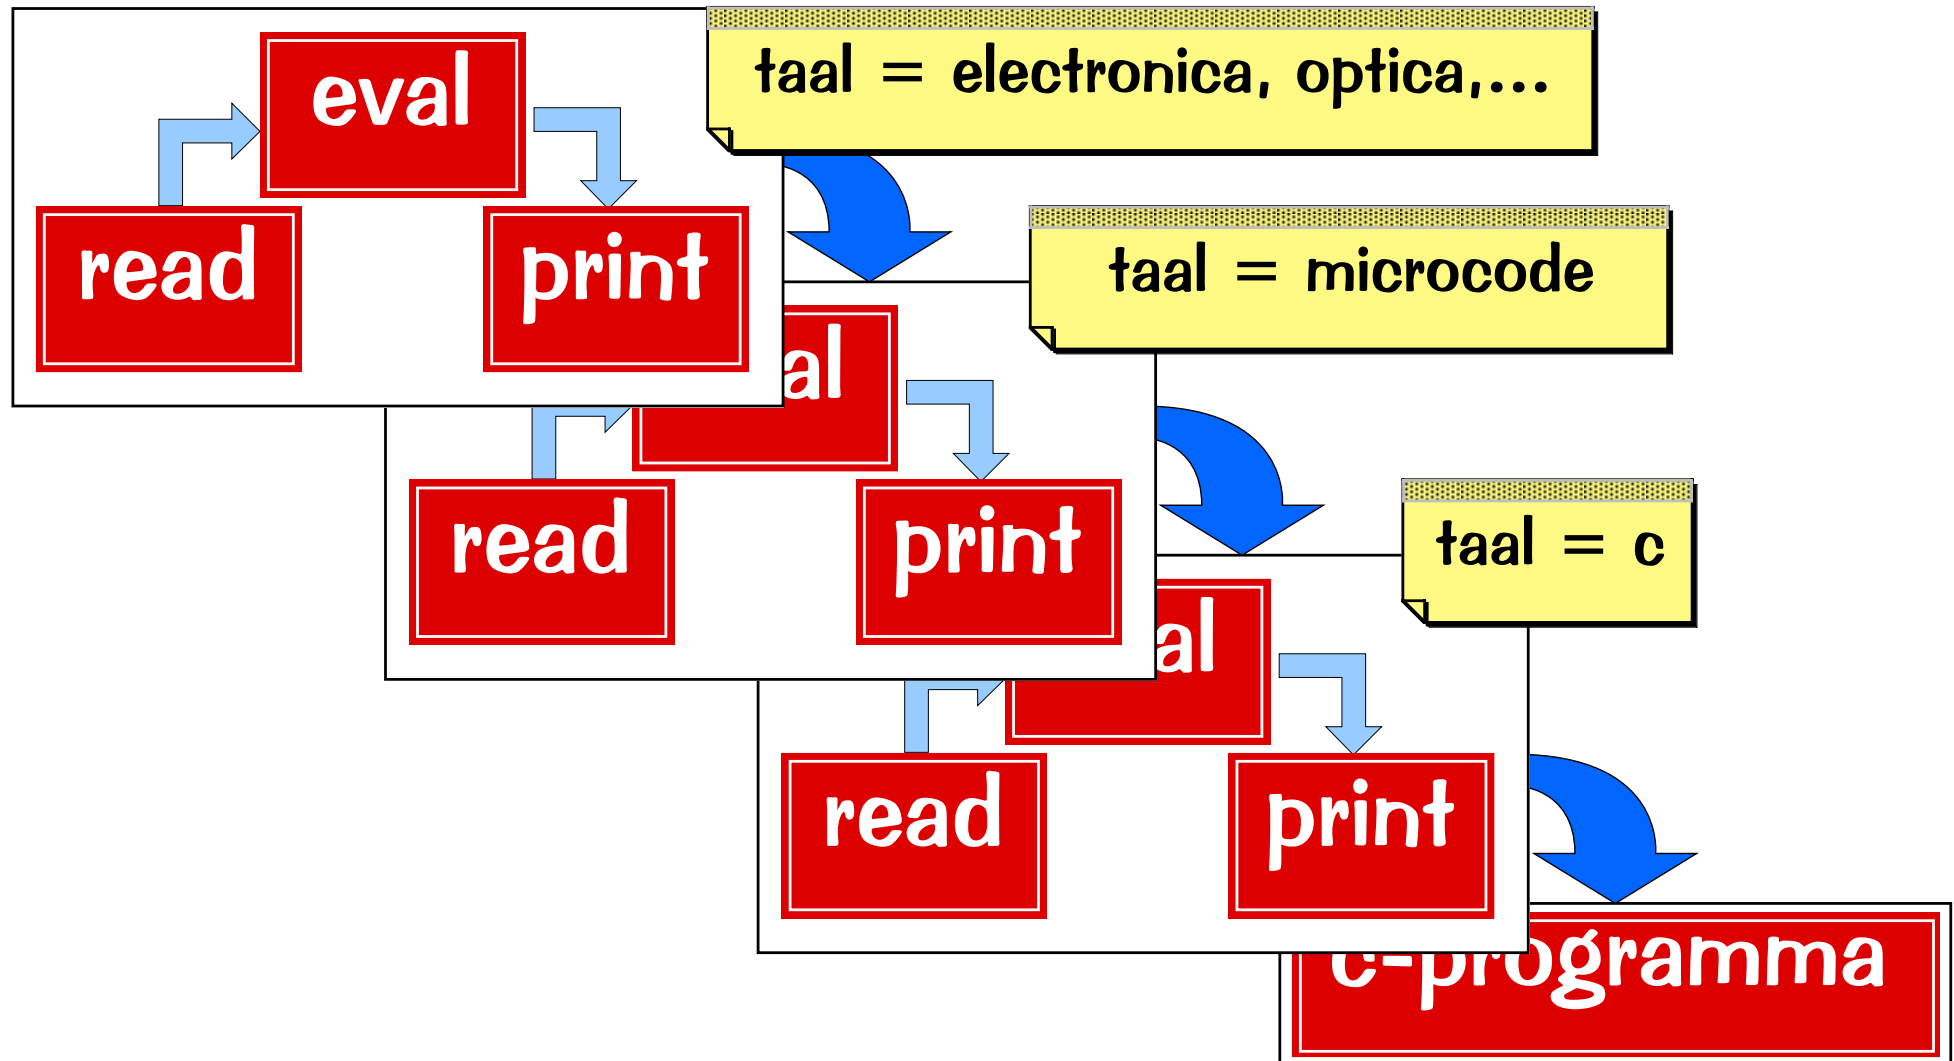 eval
taal = electronica, optica,...
read
print
taal = microcode
al
read
print
taal = c
al
read
print
c-programma